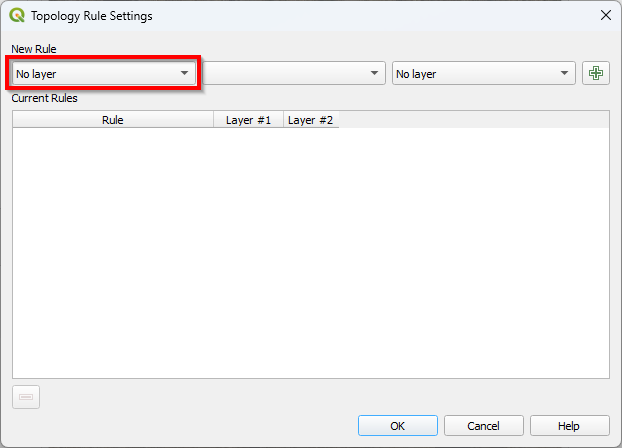 Topology Rule Settings
New Rule
No layer No layer
Current Rules
Rule Layer #1 Layer #2
OK Cancel Help